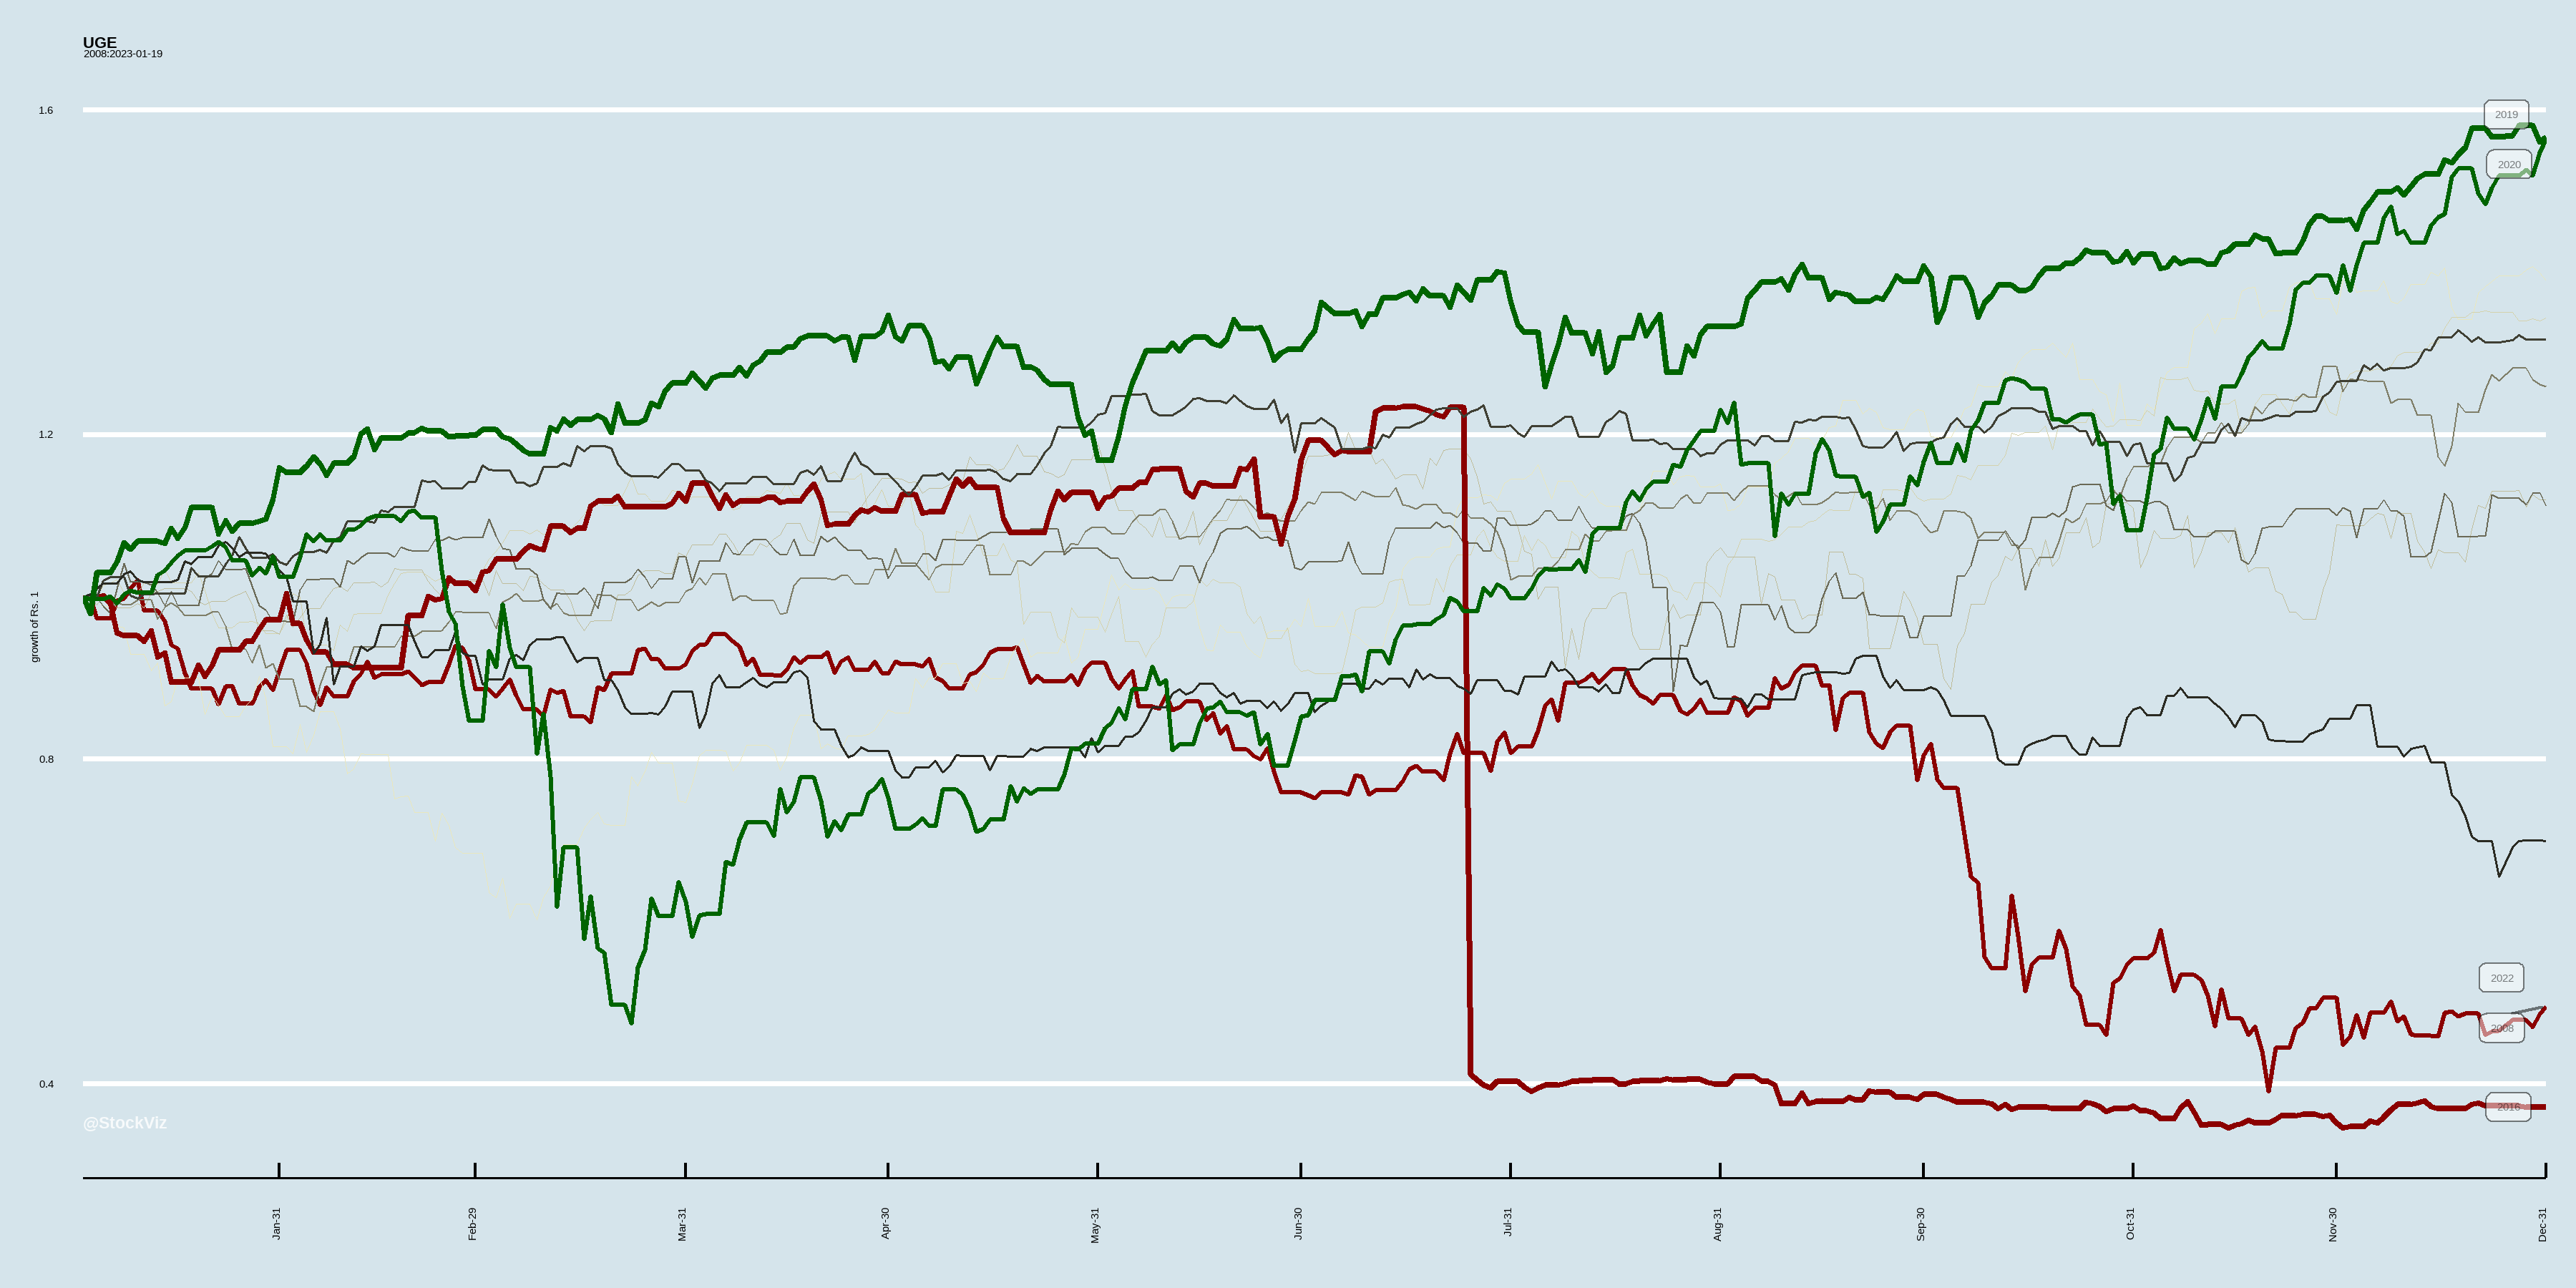 UGE
2008:2023-01-19
1.6
1.2
0.8
0.4
growth of Rs. 1
2019
2020
2022
2008
2016
@StockViz
Jan-31
Feb-29
Mar-31
Apr-30
May-31
Jun-30
Jul-31
Aug-31
Sep-30
Oct-31
Nov-30
Dec-31